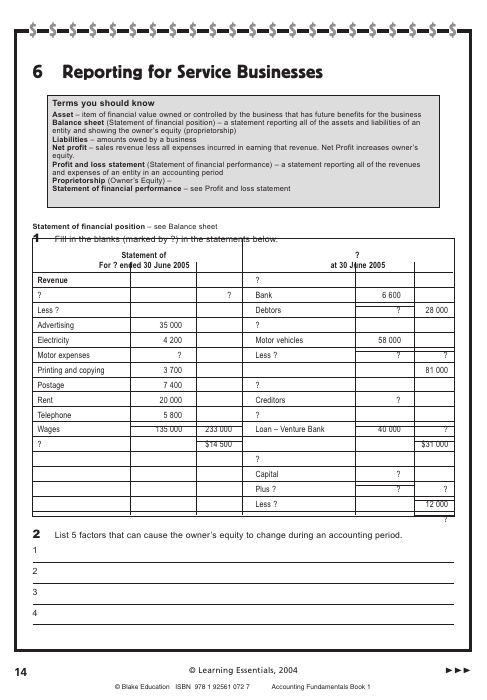 6 Reporting for Service Businesses
Terms you should know
Asset – item of financial value owned or controlled by the business that has future benefits for the business
Balance sheet (Statement of financial position) – a statement reporting all of the assets and liabilities of an
entity and showing the owner's equity (proprietorship)
Liabilities – amounts owed by a business
Net profit – sales revenue less all expenses incurred in earning that revenue. Net Profit increases owner's
equity.
Profit and loss statement (Statement of financial performance) – a statement reporting all of the revenues
and expenses of an entity in an accounting period
Proprietorship (Owner's Equity) –
Statement of financial performance – see Profit and loss statement
Statement of financial position – see Balance sheet
1 Fill in the blanks (marked by ?) in the statements below.
Statement of ?
For ? ended 30 June 2005 at 30 June 2005
Revenue ?
? ? Bank 6 600
Less ? Debtors ? 28 000
Advertising 35 000 ?
Electricity 4 200 Motor vehicles 58 000
Motor expenses ? Less ? ? ?
Printing and copying 3 700 81 000
Postage 7 400 ?
Rent 20 000 Creditors ?
Telephone 5 800 ?
Wages 135 000 233 000 Loan – Venture Bank 40 000 ?
? $14 500 $31 000
?
Capital ?
Plus ? ? ?
Less ? 12 000
?
2 List 5 factors that can cause the owner's equity to change during an accounting period.
1
2
3
4
14 © Learning Essentials, 2004
© Blake Education ISBN 978 1 92561 072 7 Accounting Fundamentals Book 1